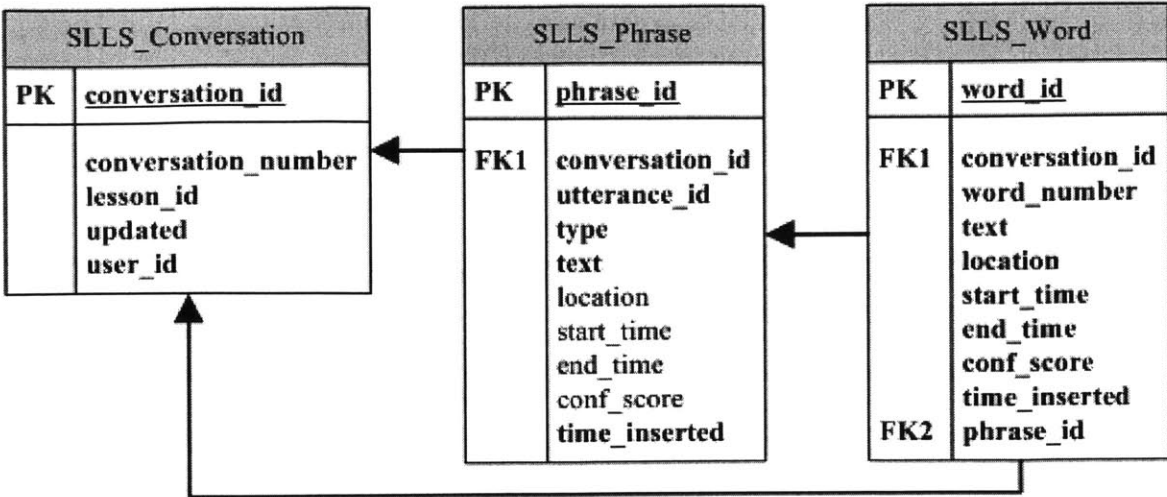 SLLS_Conversation
PK conversation_id
conversation_number
lesson_id
updated
user_id
SLLS_Phrase
PK phrase_id
FK1 conversation_id
utterance_id
type
text
location
start_time
end_time
conf_score
time_inserted
SLLS_Word
PK word_id
FK1 conversation_id
word_number
text
location
start_time
end_time
conf_score
time_inserted
FK2 phrase_id